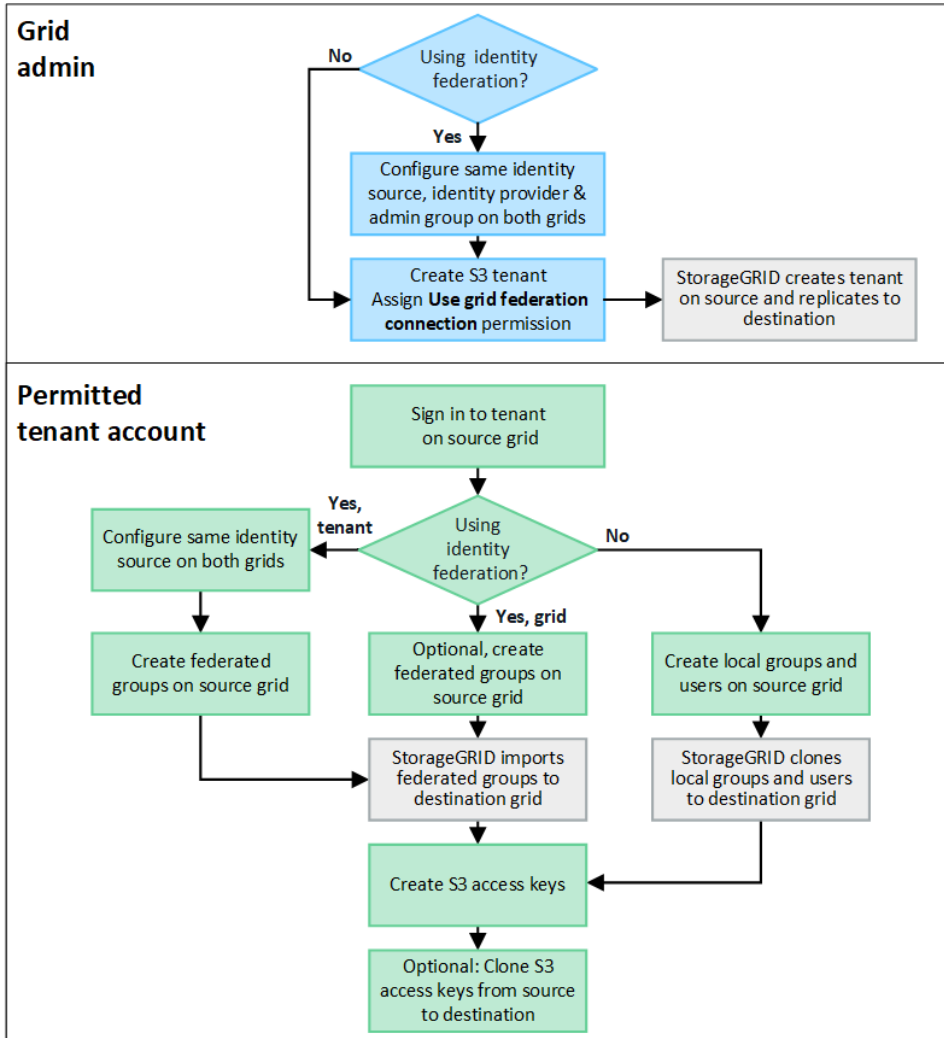 Grid
admin
Using identity
federation?
No
Yes
Configure same identity
source, identity provider &
admin group on both grids
Create S3 tenant
Assign Use grid federation
connection permission
StorageGRID creates tenant
on source and replicates to
destination
Permitted
tenant account
Sign in to tenant
on source grid
Using
identity
federation?
Yes,
tenant
No
Yes, grid
Configure same identity
source on both grids
Create federated
groups on source grid
Optional, create
federated groups on
source grid
Create local groups and
users on source grid
StorageGRID imports
federated groups to
destination grid
StorageGRID clones
local groups and users
to destination grid
Create S3 access keys
Optional: Clone S3
access keys from source
to destination